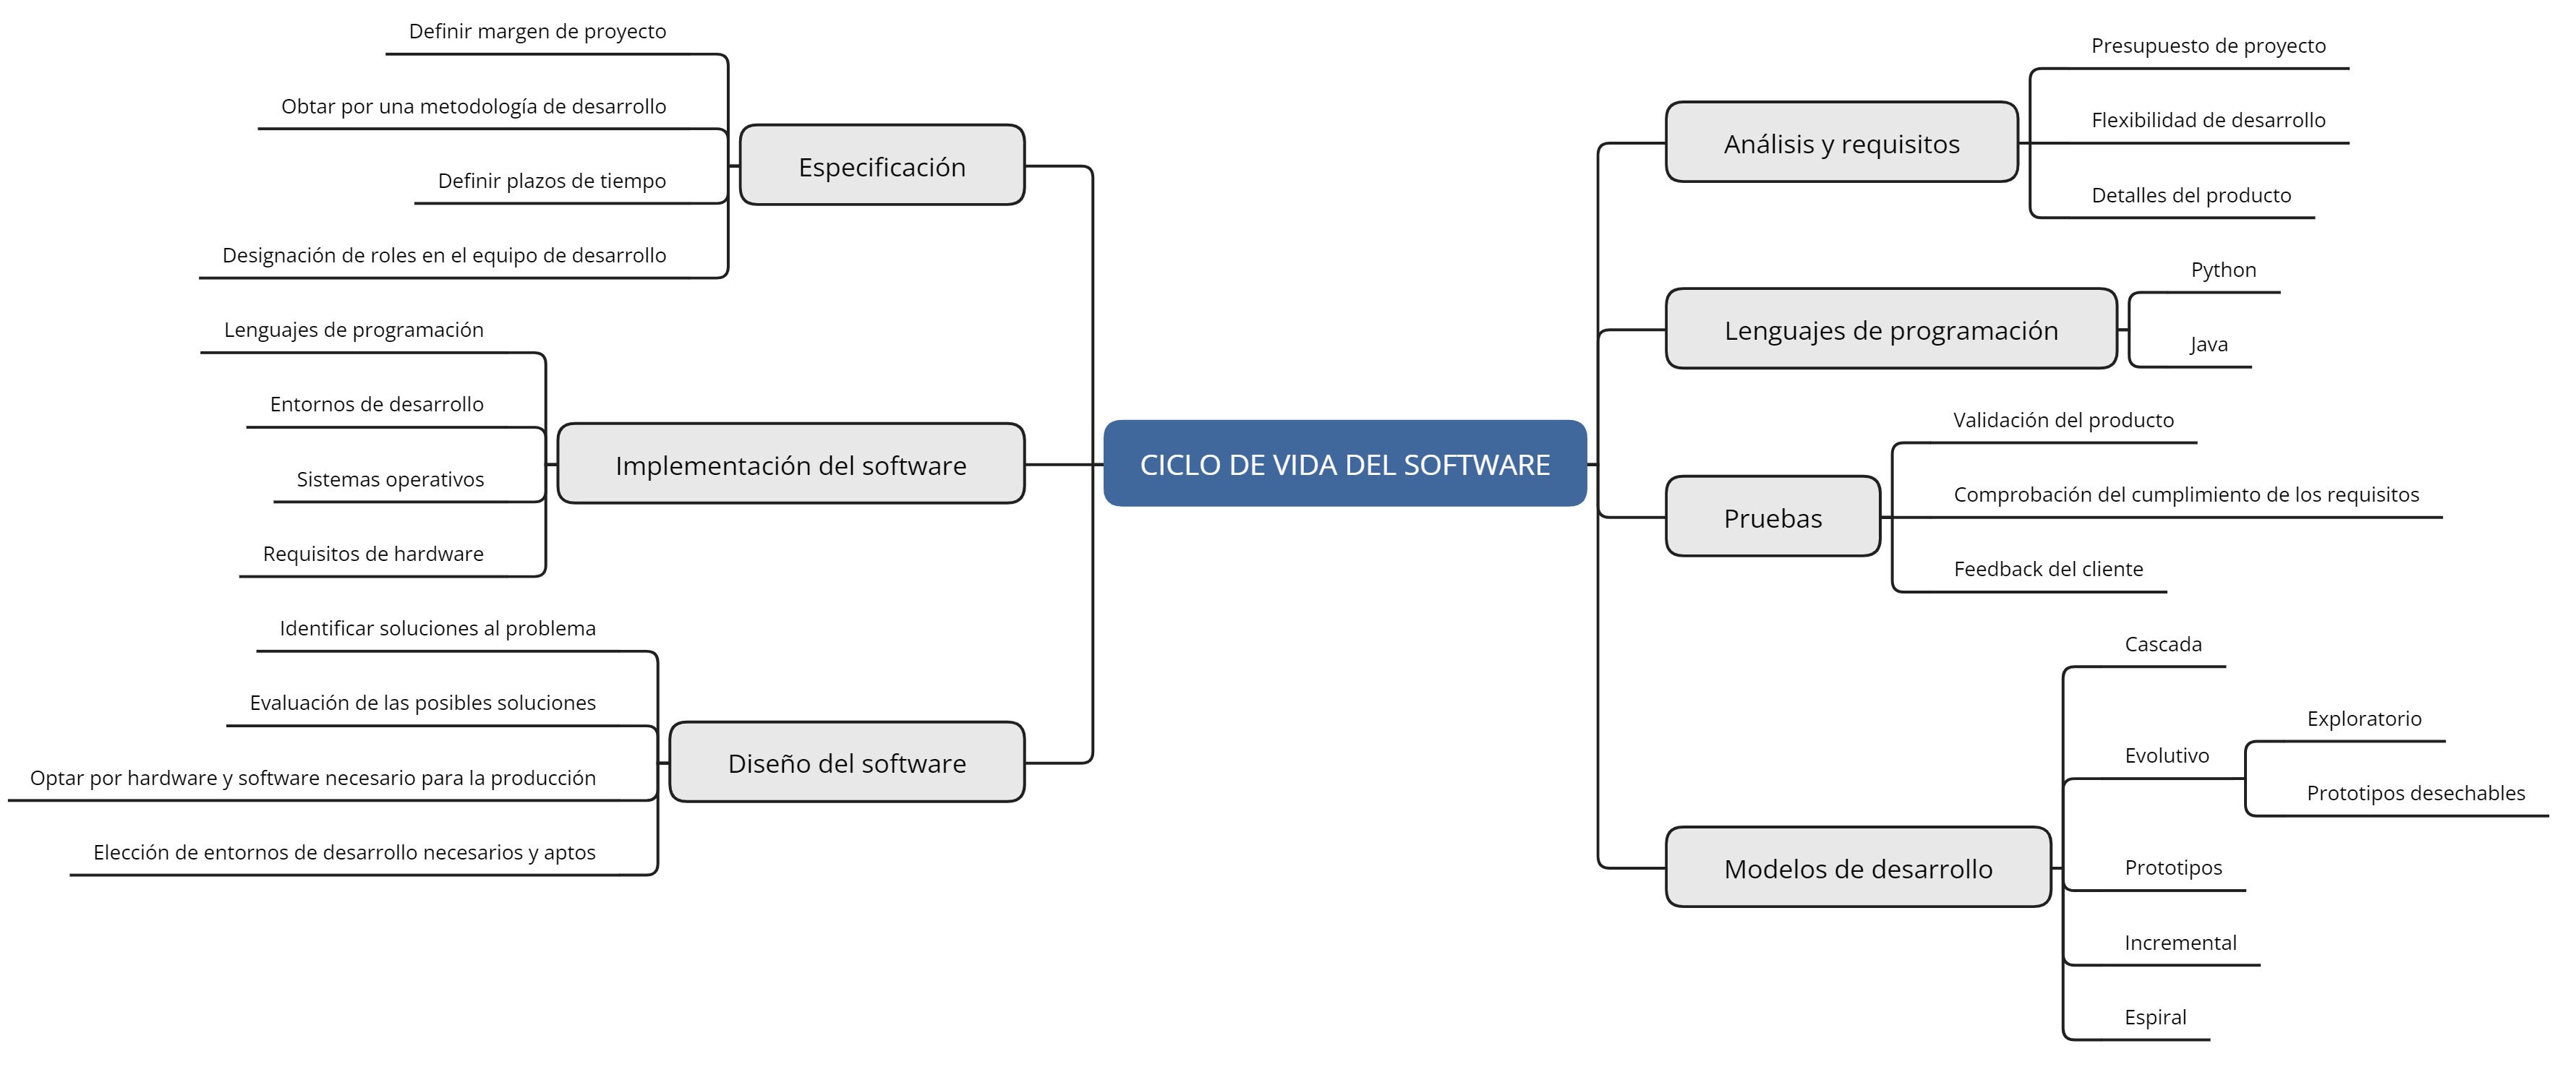 Definir margen de proyecto
Obtar por una metodología de desarrollo
Definir plazos de tiempo
Designación de roles en el equipo de desarrollo
Especificación
Lenguajes de programación
Entornos de desarrollo
Sistemas operativos
Requisitos de hardware
Implementación del software
Identificar soluciones al problema
Evaluación de las posibles soluciones
Optar por hardware y software necesario para la producción
Elección de entornos de desarrollo necesarios y aptos
Diseño del software
CICLO DE VIDA DEL SOFTWARE
Análisis y requisitos
Presupuesto de proyecto
Flexibilidad de desarrollo
Detalles del producto
Lenguajes de programación
Python
Java
Pruebas
Validación del producto
Comprobación del cumplimiento de los requisitos
Feedback del cliente
Modelos de desarrollo
Cascada
Evolutivo
Exploratorio
Prototipos desechables
Prototipos
Incremental
Espiral